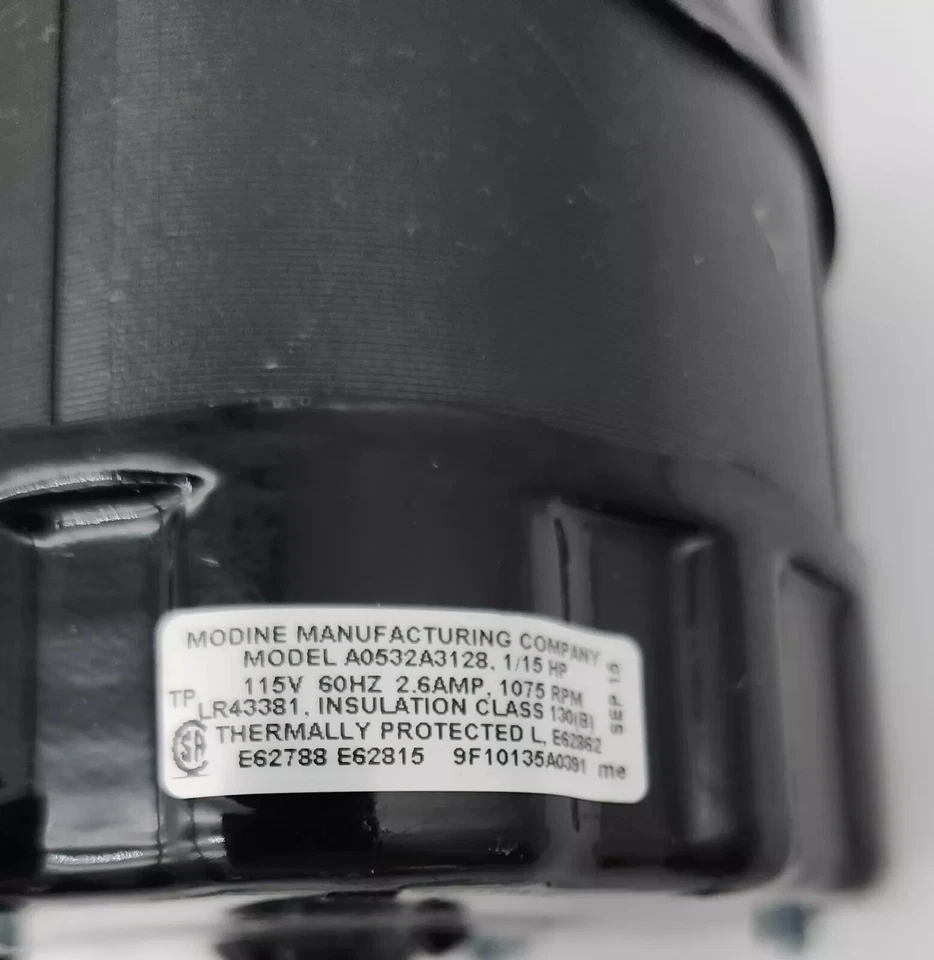 MODINE MANUFACTURING COMPANY
MODEL A0532A3128, 1/15 HP
115V 60HZ 2.6AMP, 1075 RPM
TP
LR43381, INSULATION CLASS 130(B)
THERMALLY PROTECTED L, E62862
E62788 E62815 9F10135A0391 me
SA
SEP 15